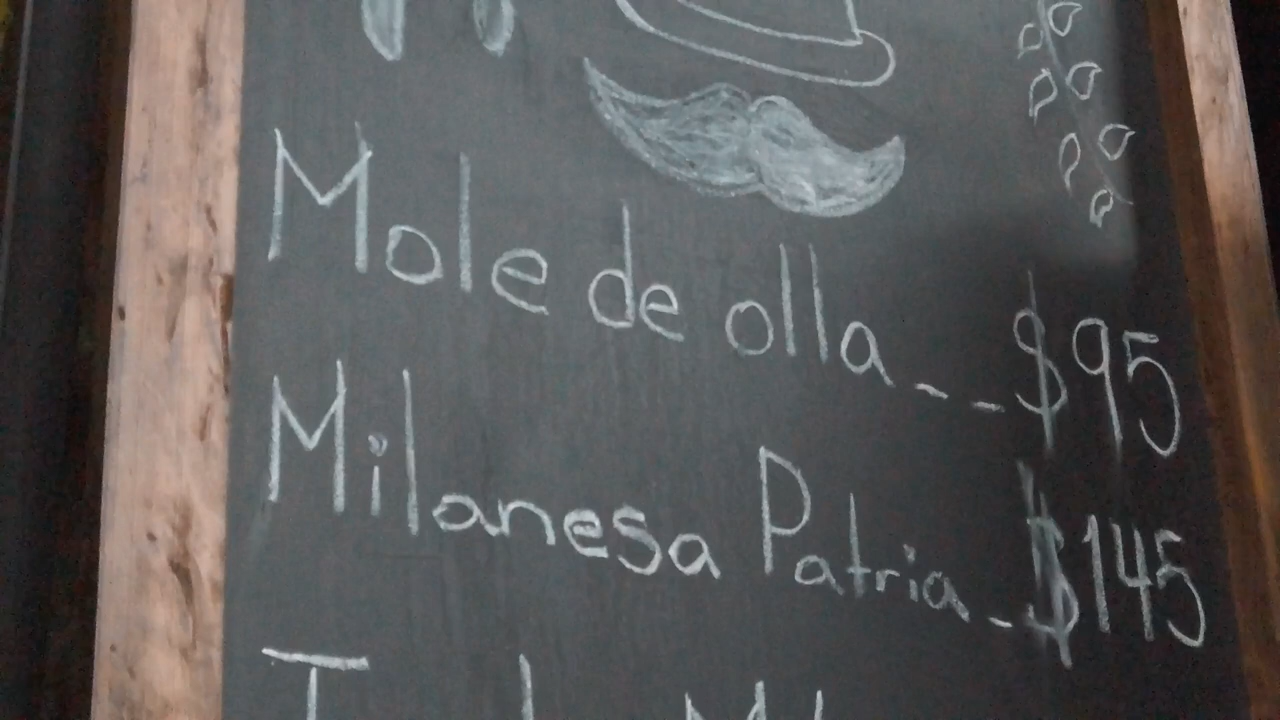 Mole de olla _ _ $95
Milanesa Patria _ $145